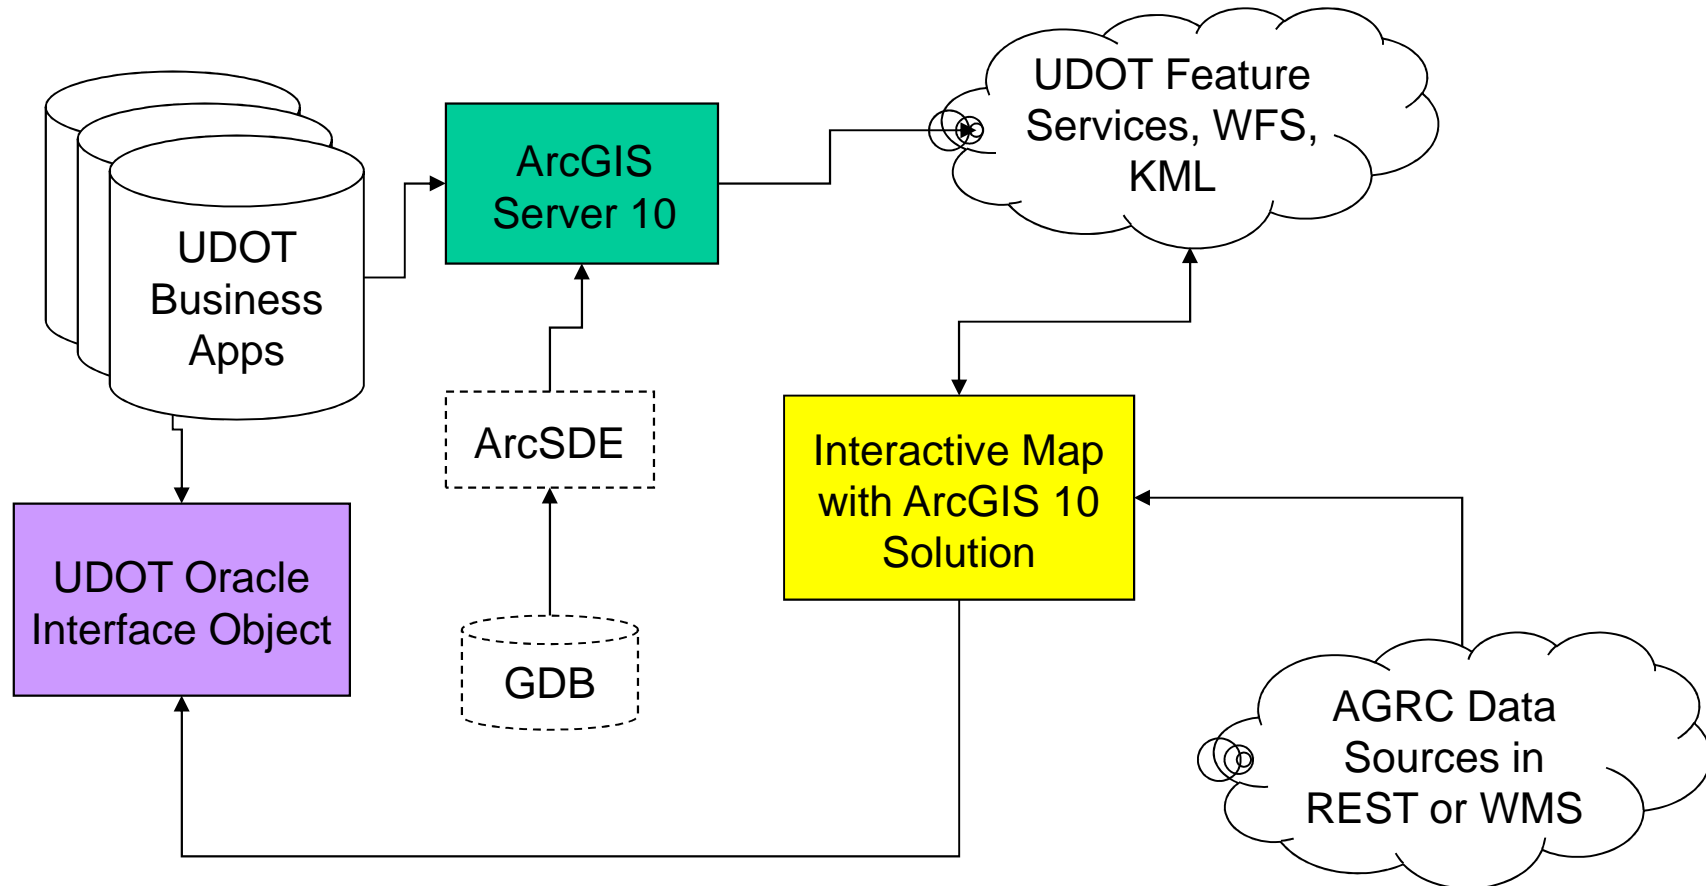 UDOT
Business
Apps
ArcGIS
Server 10
UDOT Feature
Services, WFS,
KML
ArcSDE
Interactive Map
with ArcGIS 10
Solution
UDOT Oracle
Interface Object
GDB
AGRC Data
Sources in
REST or WMS